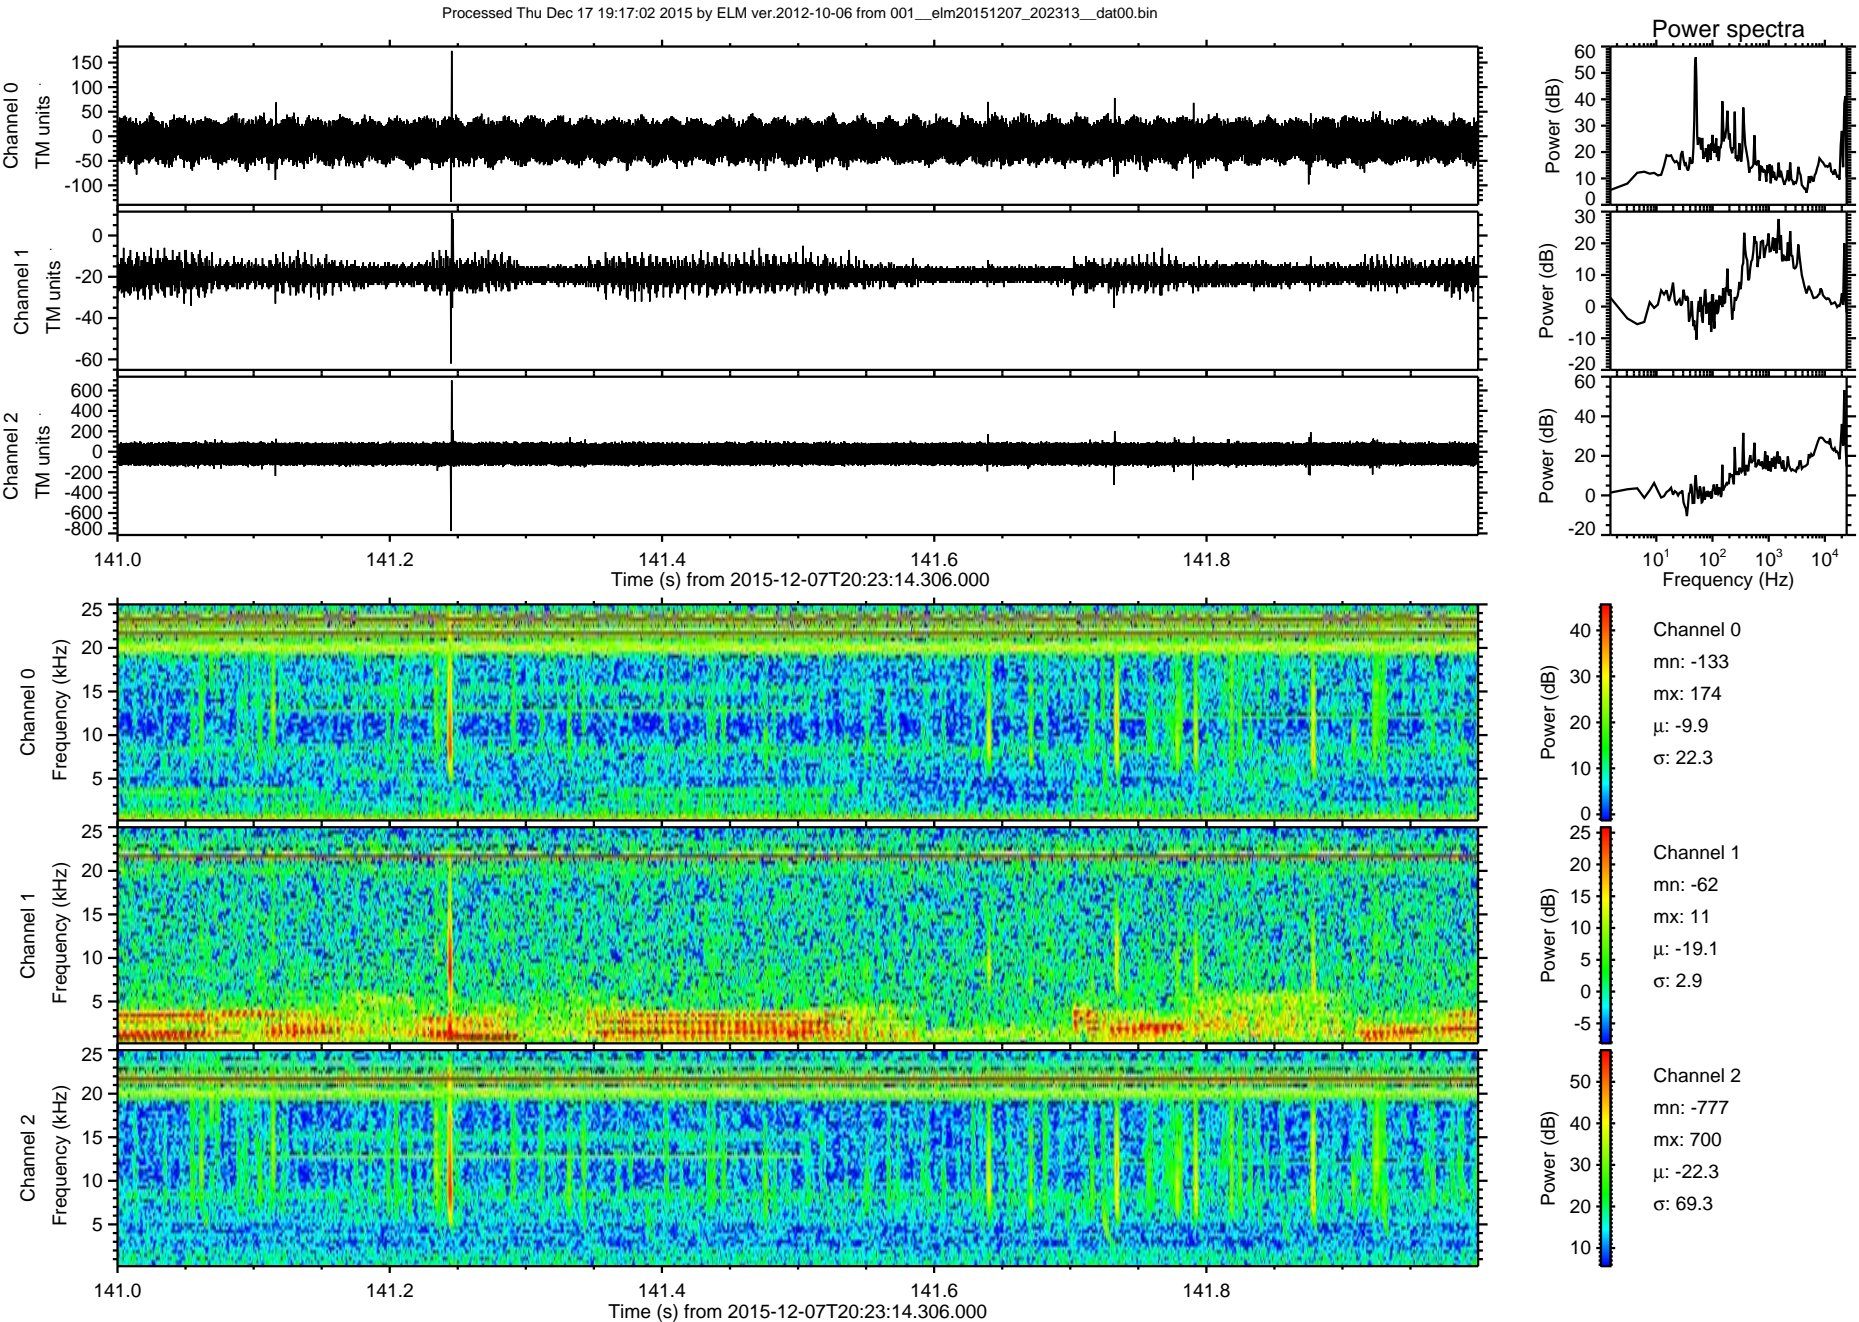 Processed Thu Dec 17 19:17:02 2015 by ELM ver.2012-10-06 from 001__elm20151207_202313__dat00.bin
Power spectra
Channel 0
TM units
150
100
50
0
-50
-100
Power (dB)
60
50
40
30
20
10
0
Channel 1
TM units
0
-20
-40
-60
Power (dB)
30
20
10
0
-10
-20
Channel 2
TM units
600
400
200
0
-200
-400
-600
-800
Power (dB)
60
40
20
0
-20
141.0 141.2 141.4 141.6 141.8
Time (s) from 2015-12-07T20:23:14.306.000
10^1 10^2 10^3 10^4
Frequency (Hz)
Channel 0
Frequency (kHz)
25
20
15
10
5
Power (dB)
40
30
20
10
0
Channel 0
mn: -133
mx: 174
μ: -9.9
σ: 22.3
Channel 1
Frequency (kHz)
25
20
15
10
5
Power (dB)
25
20
15
10
5
0
-5
Channel 1
mn: -62
mx: 11
μ: -19.1
σ: 2.9
Channel 2
Frequency (kHz)
25
20
15
10
5
Power (dB)
50
40
30
20
10
Channel 2
mn: -777
mx: 700
μ: -22.3
σ: 69.3
141.0 141.2 141.4 141.6 141.8
Time (s) from 2015-12-07T20:23:14.306.000